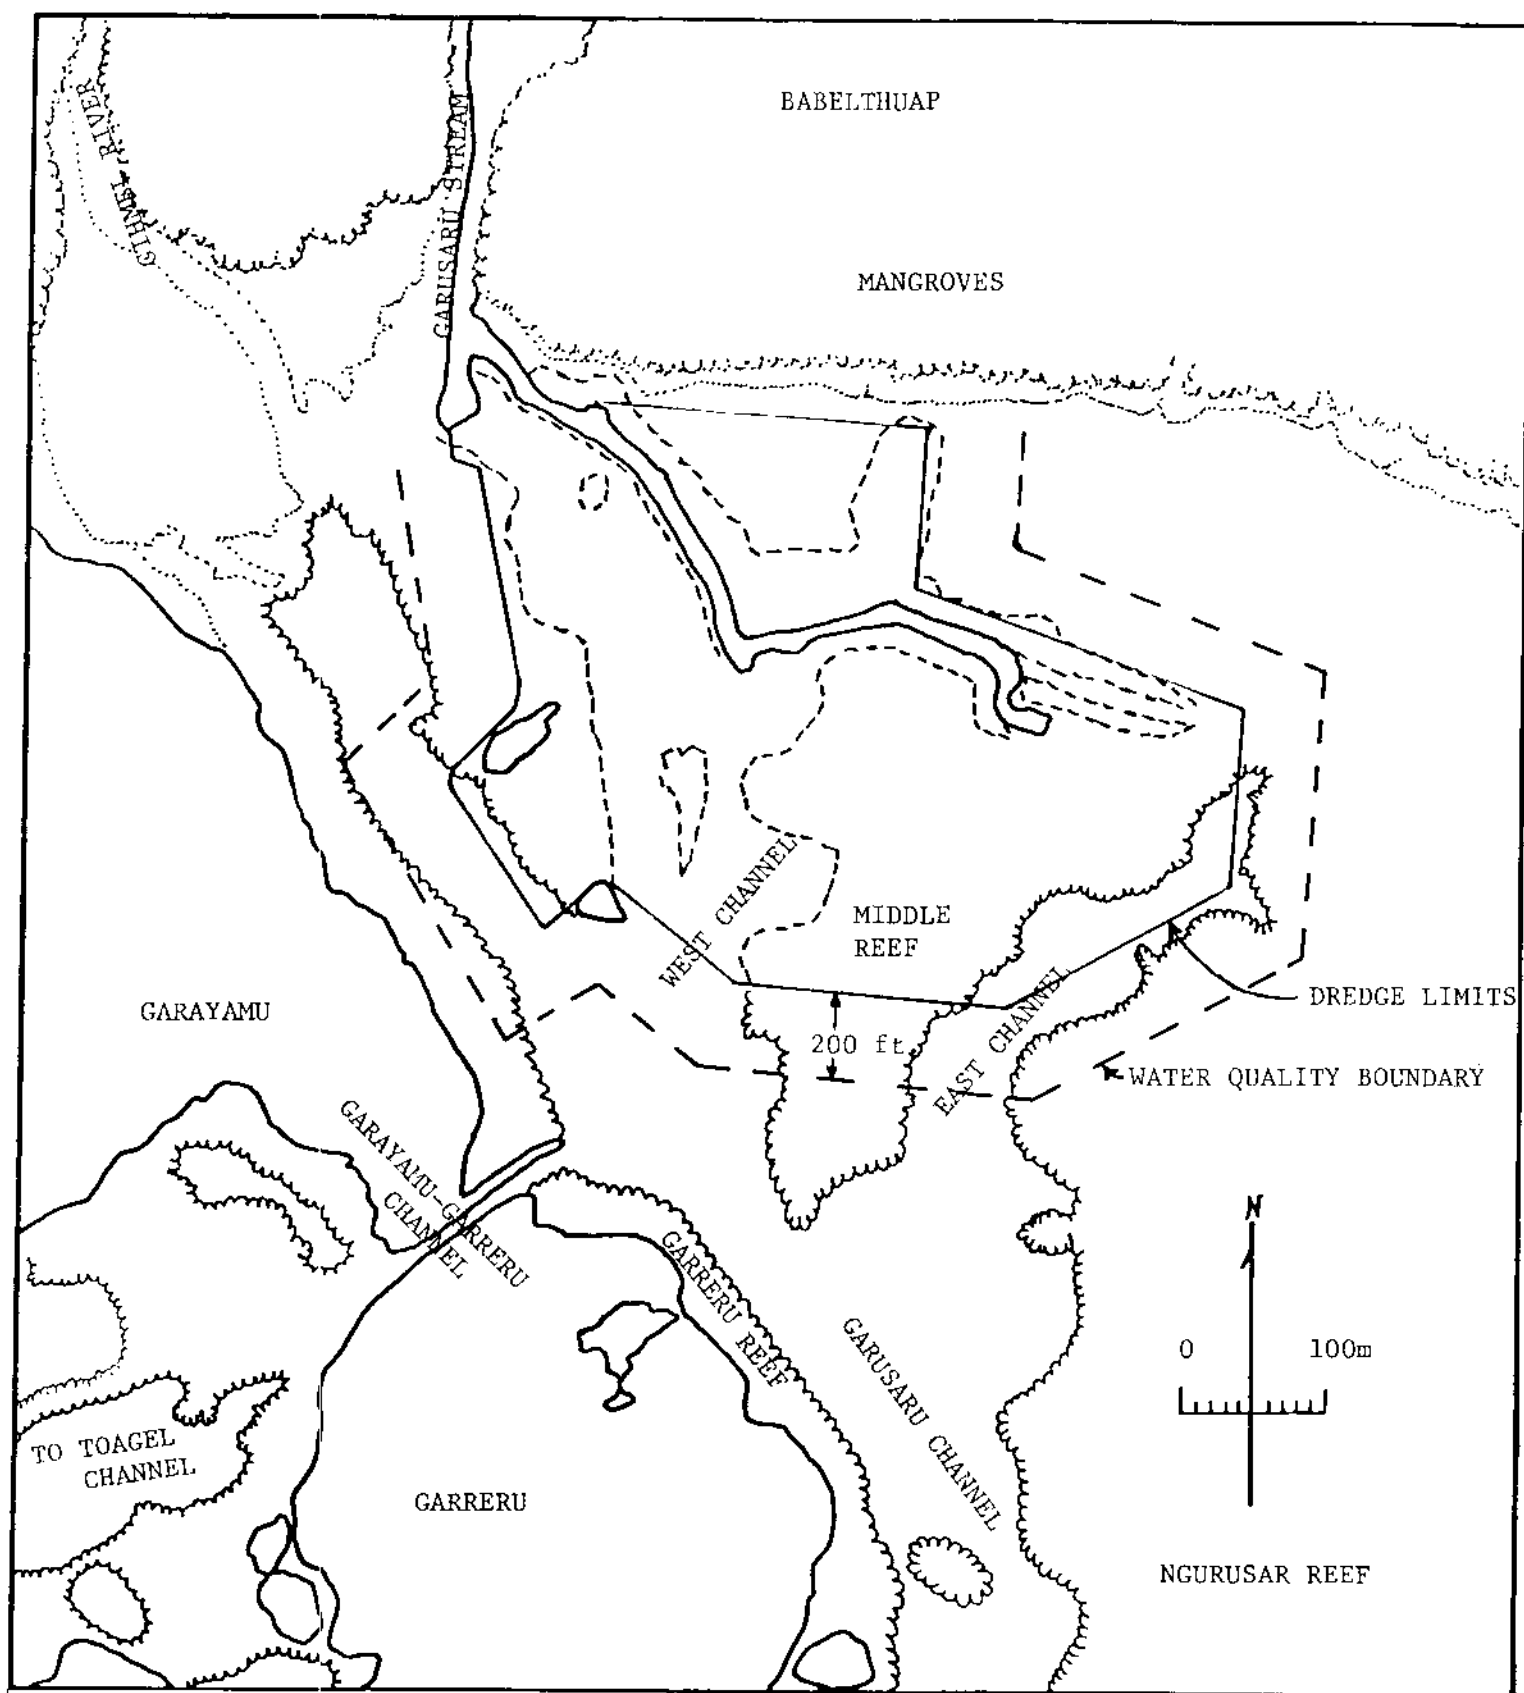 BABELTHUAP
GIHMEL RIVER
GARUSARU STREAM
MANGROVES
WEST CHANNEL
MIDDLE
REEF
EAST CHANNEL
DREDGE LIMITS
GARAYAMU
200 ft.
WATER QUALITY BOUNDARY
GARAYAMU-GARRERU
CHANNEL
GARRERU REEF
GARUSARU CHANNEL
N
0 100m
TO TOAGEL
CHANNEL
GARRERU
NGURUSAR REEF